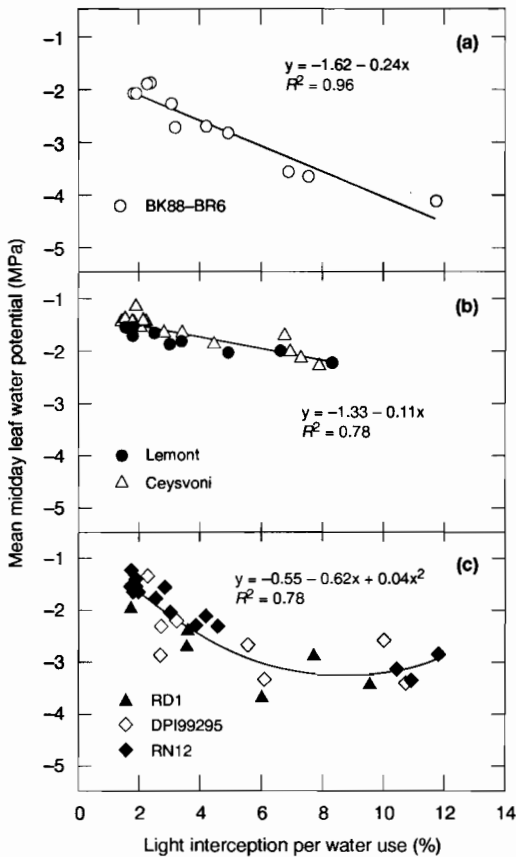 Mean midday leaf water potential (MPa)
(a)
−1
−2
−3
−4
−5
y = −1.62 − 0.24x
R² = 0.96
BK88–BR6
(b)
−1
−2
−3
−4
−5
y = −1.33 − 0.11x
R² = 0.78
Lemont
Ceysvoni
(c)
−1
−2
−3
−4
−5
y = −0.55 − 0.62x + 0.04x²
R² = 0.78
RD1
DPI99295
RN12
0 2 4 6 8 10 12 14
Light interception per water use (%)